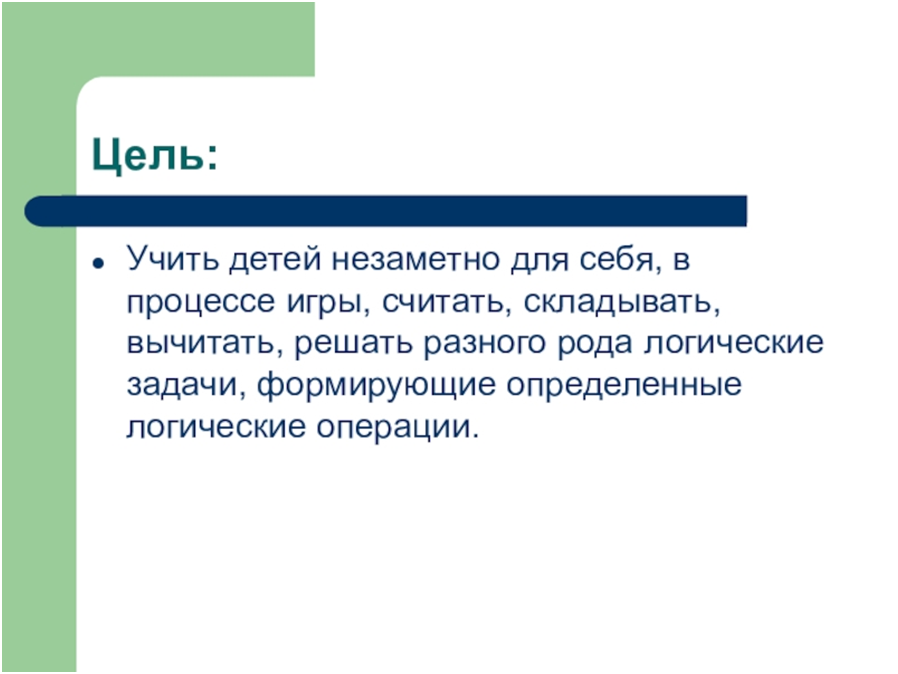 Цель:
Учить детей незаметно для себя, в
процессе игры, считать, складывать,
вычитать, решать разного рода логические
задачи, формирующие определенные
логические операции.